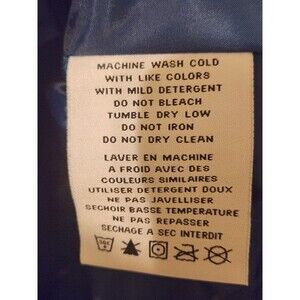 MACHINE WASH COLD
WITH LIKE COLORS
WITH MILD DETERGENT
DO NOT BLEACH
TUMBLE DRY LOW
DO NOT IRON
DO NOT DRY CLEAN
LAVER EN MACHINE
A FROID AVEC DES
COULEURS SIMILAIRES
UTILISER DETERGENT DOUX
NE PAS JAVELLISER
SECHOIR BASSE TEMPERATURE
NE PAS REPASSER
SECHAGE A SEC INTERDIT